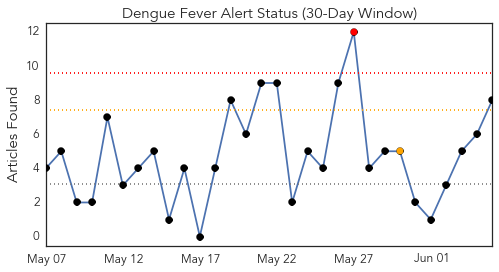 Dengue Fever Alert Status (30-Day Window)
Articles Found
12
10
8
6
4
2
0
May 07
May 12
May 17
May 22
May 27
Jun 01